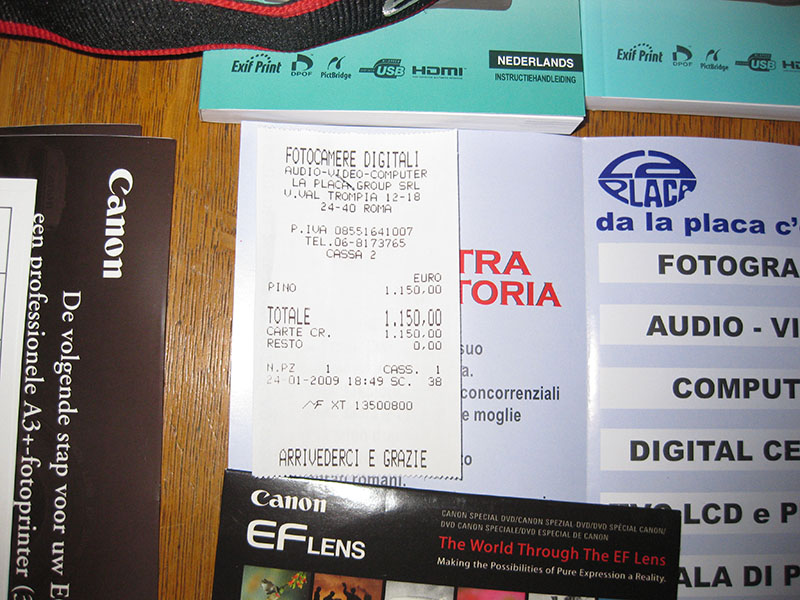 Exif Print DPOF PictBridge USB HDMI
NEDERLANDS
INSTRUCTIEHANDLEIDING
Exif Print DPOF PictBridge USB
FOTOCAMERE DIGITALI
AUDIO-VIDEO-COMPUTER
LA PLACA GROUP SRL
V.VAL TROMPIA 12-18
24-40 ROMA
P.IVA 08551641007
TEL.06-8173765
CASSA 2
EURO
PINO 1.150,00
TOTALE 1.150,00
CARTE CR. 1.150,00
RESTO 0,00
N.PZ 1 CASS. 1
24-01-2009 18:49 SC. 38
XT 13500800
ARRIVEDERCI E GRAZIE
TRA
TORIA
suo
concorrenziali
e moglie
romani.
LA
PLACA
da la placa c'
FOTOGRA
AUDIO - VI
COMPUT
DIGITAL CE
LCD e P
ALA DI P
Canon
De volgende stap voor uw E
een professionele A3+-fotoprinter
Canon
EF LENS
CANON SPECIAL DVD/CANON SPEZIAL-DVD/DVD SPÉCIAL CANON/
DVD CANON SPECIALE/DVD ESPECIAL DE CANON
The World Through The EF Lens
Making the Possibilities of Pure Expression a Reality.